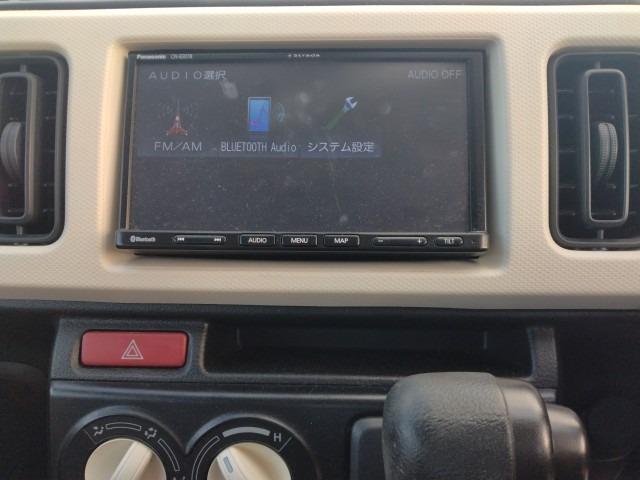 Panasonic
Strada
AUDIO選択
AUDIO OFF
FM/AM
BLUETOOTH Audio
システム設定
Bluetooth
AUDIO
MENU
MAP
− +
TILT
H